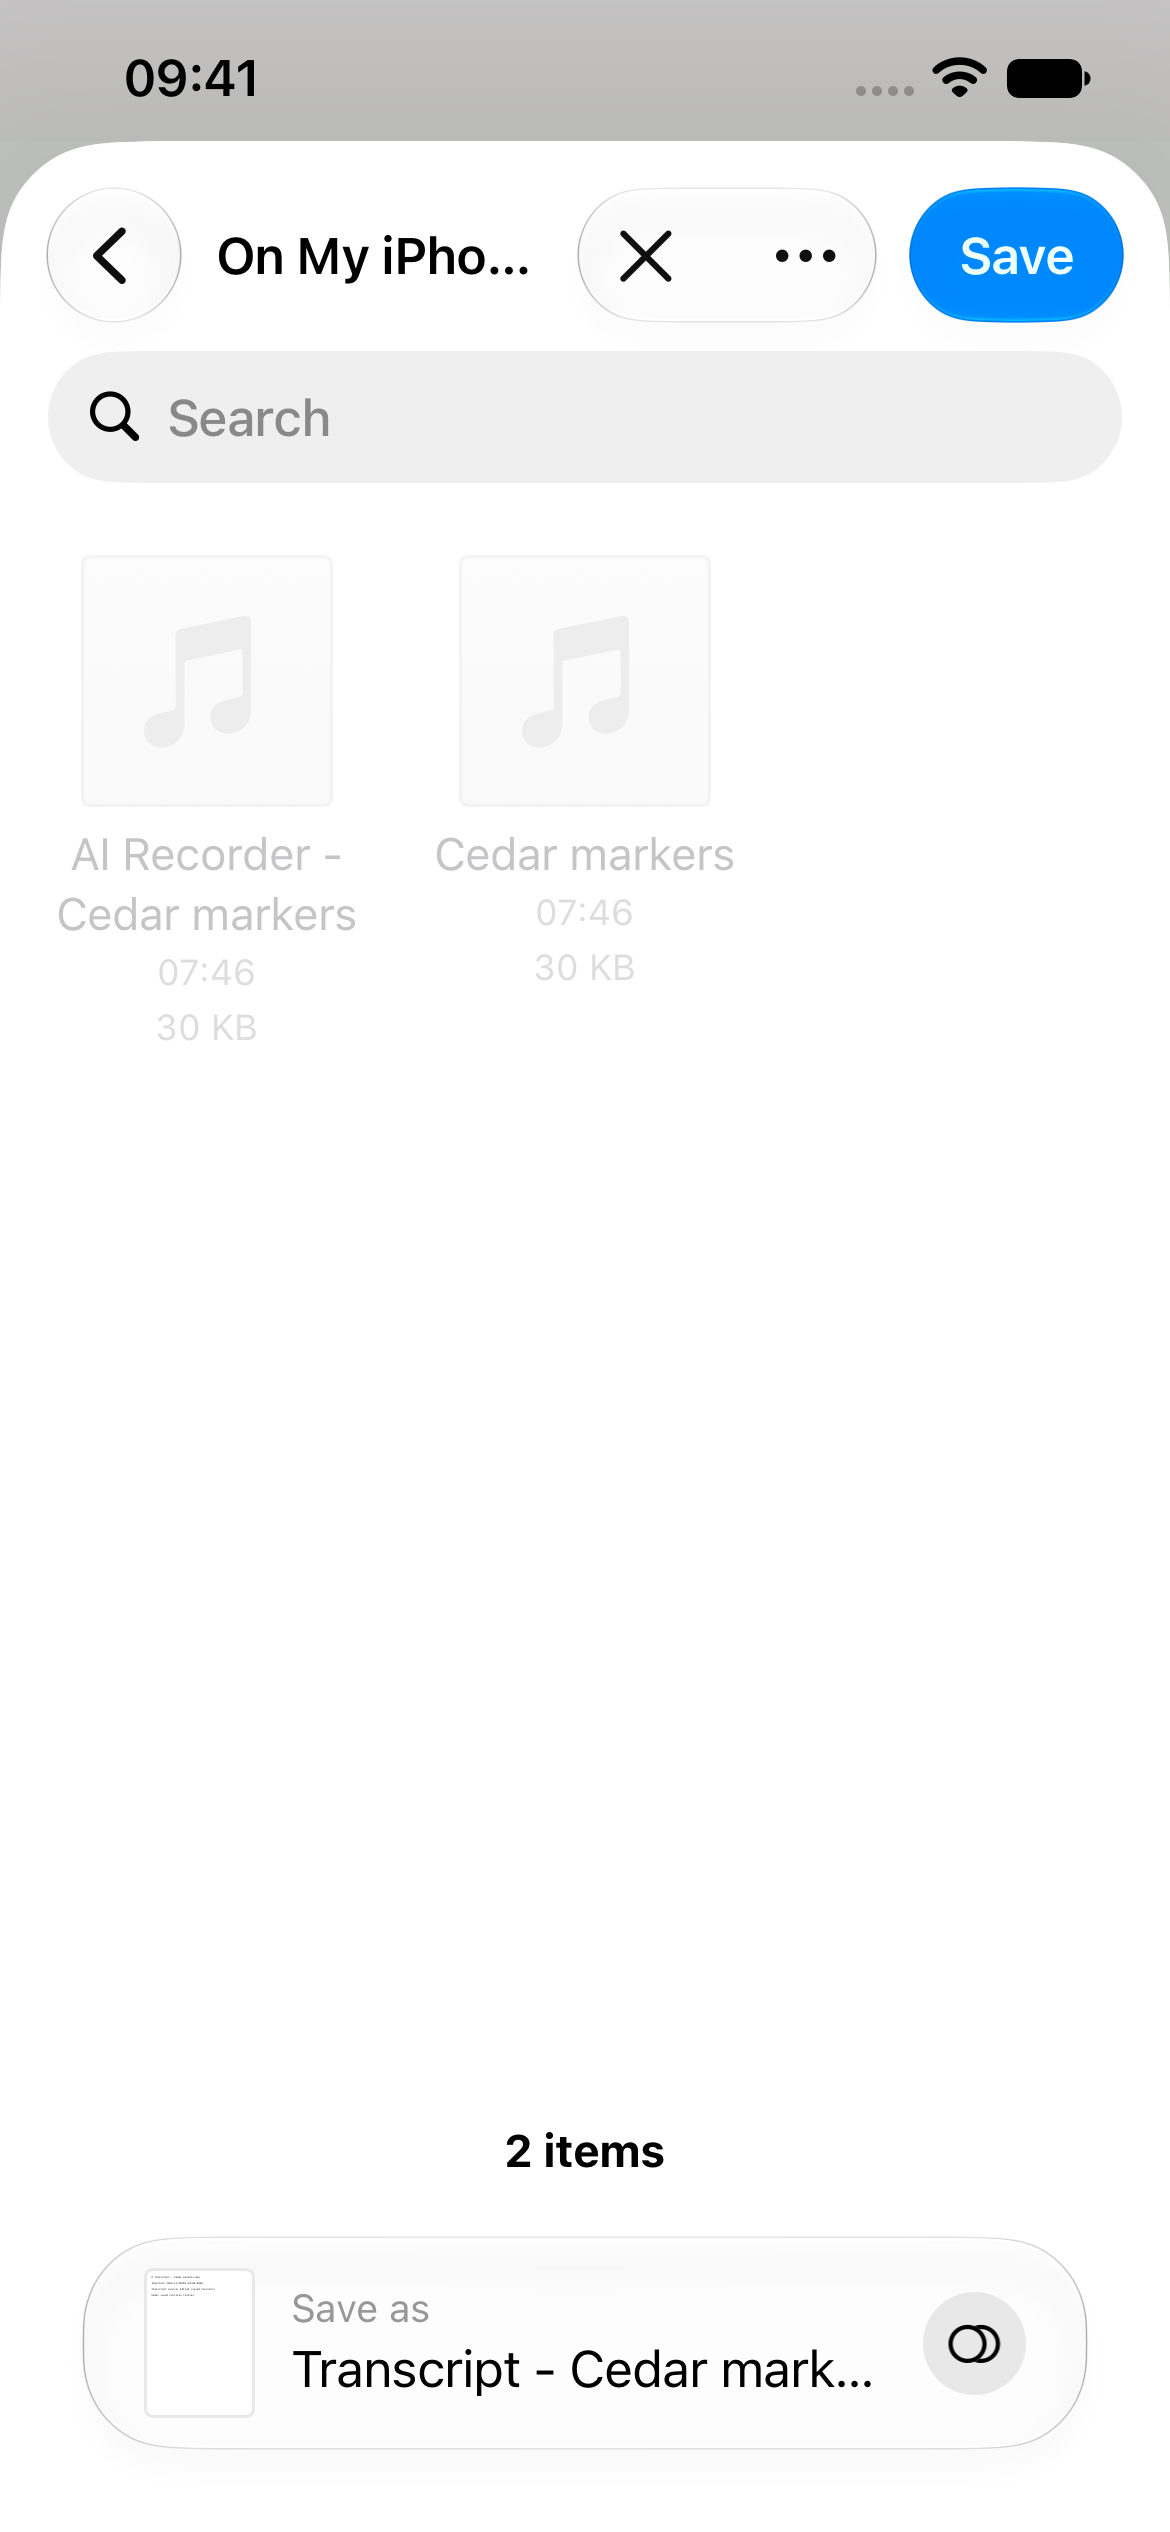 09:41
On My iPho...
Save
Search
AI Recorder -
Cedar markers
07:46
30 KB
Cedar markers
07:46
30 KB
2 items
Save as
Transcript - Cedar mark...